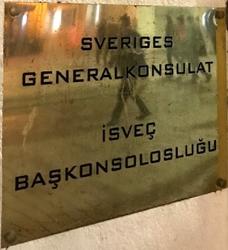 SVERIGES
GENERALKONSULAT
İSVEÇ
BAŞKONSOLOSLUĞU